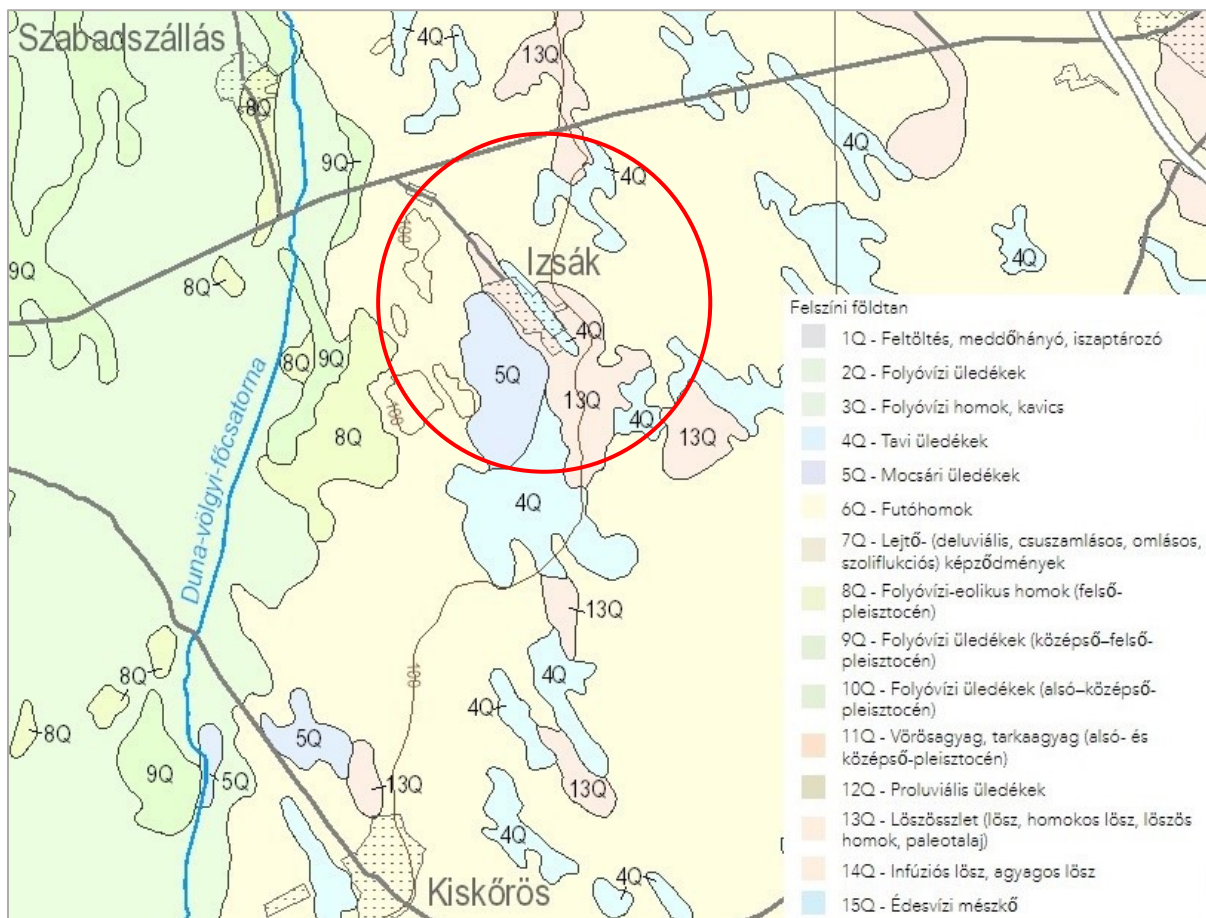 Szabadszállás
4Q
13Q
8Q
9Q
4Q
4Q
9Q
8Q
100
Izsák
4Q
4Q
8Q
9Q
5Q
13Q
4Q
13Q
100
8Q
Duna-völgyi-főcsatorna
4Q
13Q
100
8Q
8Q
4Q
4Q
8Q
9Q
5Q
5Q
13Q
13Q
4Q
4Q
Kiskőrös
Felszíni földtan
1Q - Feltöltés, meddőhányó, iszaptározó
2Q - Folyóvízi üledékek
3Q - Folyóvízi homok, kavics
4Q - Tavi üledékek
5Q - Mocsári üledékek
6Q - Futóhomok
7Q - Lejtő- (deluviális, csuszamlásos, omlásos,
szoliflukciós) képződmények
8Q - Folyóvízi-eolikus homok (felső-
pleisztocén)
9Q - Folyóvízi üledékek (középső–felső-
pleisztocén)
10Q - Folyóvízi üledékek (alsó–középső-
pleisztocén)
11Q - Vörösagyag, tarkaagyag (alsó- és
középső-pleisztocén)
12Q - Proluviális üledékek
13Q - Löszösszlet (lösz, homokos lösz, löszös
homok, paleotalaj)
14Q - Infúziós lösz, agyagos lösz
15Q - Édesvízi mészkő